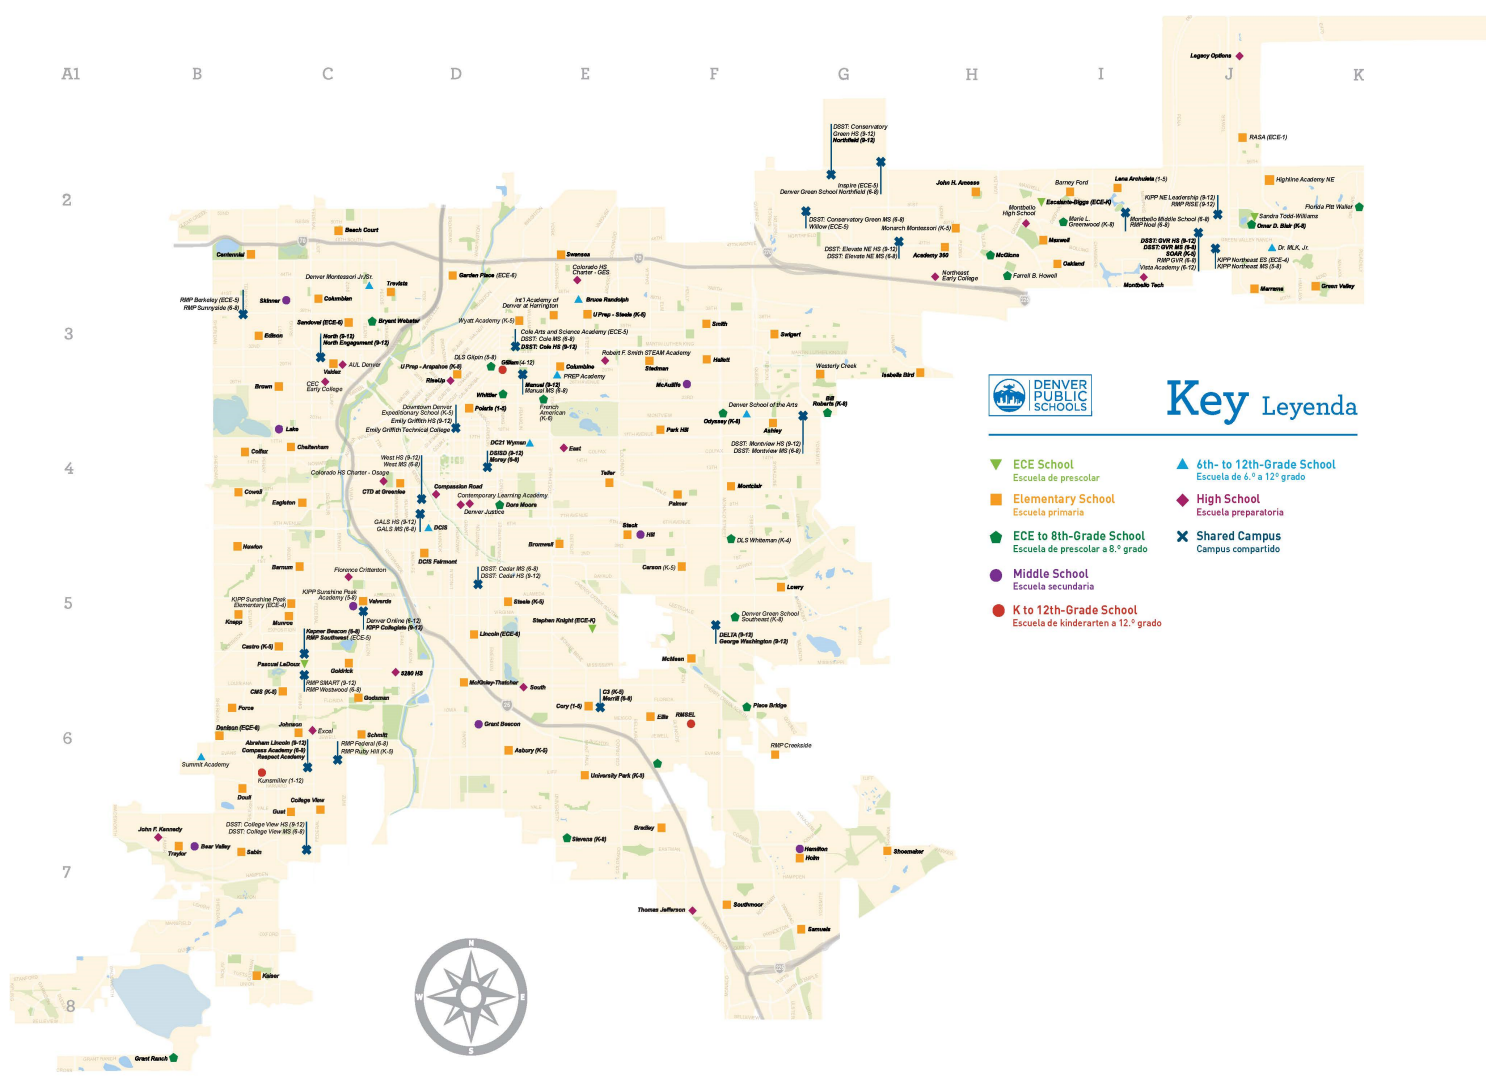 A1
B
C
D
E
F
G
H
I
J
K
Legacy Options
RASA (ECE-1)
DSST: Conservatory
Green HS (9-12)
Northfield (9-12)
Inspire (ECE-5)
Denver Green School Northfield (6-8)
John H. Amesse
Barney Ford
Lena Archuleta (1-5)
Highline Academy NE
2
Escalante-Biggs (ECE-K)
KIPP NE Leadership (9-12)
RMP RISE (9-12)
Florida Pitt Waller
Montbello
High School
DSST: Conservatory Green MS (6-8)
Willow (ECE-5)
Marie L.
Greenwood (K-8)
Montbello Middle School (6-8)
RMP Noel (6-8)
Sandra Todd-Williams
Omar D. Blair (K-8)
Beach Court
Monarch Montessori (K-5)
Maxwell
DSST: GVR HS (9-12)
DSST: GVR MS (6-8)
SOAR (K-5)
RMP GVR (6-8)
Vista Academy (6-12)
Dr. MLK, Jr.
KIPP Northeast ES (ECE-4)
KIPP Northeast MS (5-8)
Centennial
Swansea
DSST: Elevate NE HS (9-12)
DSST: Elevate NE MS (6-8)
Academy 360
McGlone
Oakland
Denver Montessori Jr/Sr.
Trevista
Garden Place (ECE-6)
Colorado HS
Charter - GES
Northeast
Early College
Farrell B. Howell
Montbello Tech
Marrama
Green Valley
RMP Berkeley (ECE-5)
RMP Sunnyside (6-8)
Skinner
Columbian
Int'l Academy of
Denver at Harrington
Bruce Randolph
Sandoval (ECE-6)
Bryant Webster
Wyatt Academy (K-5)
U Prep - Steele (K-5)
Smith
3
Edison
North (9-12)
North Engagement (9-12)
Cole Arts and Science Academy (ECE-5)
DSST: Cole MS (6-8)
DSST: Cole HS (9-12)
Swigert
AUL Denver
Valdez
DLS Gilpin (5-8)
Gilliam (4-12)
U Prep - Arapahoe (K-5)
Columbine
Robert F. Smith STEAM Academy
Stedman
Hallett
Westerly Creek
Isabella Bird
Brown
CEC
Early College
RiseUp
PREP Academy
Manual (9-12)
Manual MS (6-8)
McAuliffe
Whittier
French
American
(K-8)
Denver School of the Arts
Bill
Roberts (K-8)
Downtown Denver
Expeditionary School (K-5)
Polaris (1-5)
Emily Griffith HS (9-12)
Emily Griffith Technical College
Odyssey (K-8)
Ashley
Park Hill
Lake
Cheltenham
Colfax
DC21 Wyman
East
DSST: Montview HS (9-12)
DSST: Montview MS (6-8)
West HS (9-12)
West MS (6-8)
DSISD (9-12)
Morey (6-8)
4
Colorado HS Charter - Osage
CTD at Greenlee
Compassion Road
Teller
Montclair
Cowell
Eagleton
Contemporary Learning Academy
Denver Justice
Dora Moore
Palmer
GALS HS (9-12)
GALS MS (6-8)
DCIS
Steck
Hill
Newlon
Bromwell
DLS Whiteman (K-4)
Barnum
DCIS Fairmont
Carson (K-5)
Florence Crittenton
DSST: Cedar MS (6-8)
DSST: Cedar HS (9-12)
Lowry
5
KIPP Sunshine Peak
Elementary (ECE-4)
KIPP Sunshine Peak
Academy (5-8)
Valverde
Steele (K-5)
Knapp
Munroe
Denver Online (6-12)
KIPP Collegiate (9-12)
Stephen Knight (ECE-K)
Denver Green School
Southeast (K-8)
Kepner Beacon (6-8)
RMP Southwest (ECE-5)
Lincoln (ECE-6)
DELTA (9-12)
George Washington (9-12)
Castro (K-5)
Pascual LeDoux
Goldrick
5280 HS
McMeen
RMP SMART (9-12)
RMP Westwood (6-8)
CMS (K-5)
McKinley-Thatcher
South
C3 (K-5)
Merrill (6-8)
Force
Godsman
Cory (1-5)
Place Bridge
Denison (ECE-6)
Johnson
Excel
Schmitt
Grant Beacon
Ellis
RMSEL
6
Abraham Lincoln (9-12)
Compass Academy (6-8)
Respect Academy
RMP Federal (6-8)
RMP Ruby Hill (K-5)
Asbury (K-5)
RMP Creekside
Summit Academy
Kunsmiller (1-12)
University Park (K-5)
Doull
College View
Gust
DSST: College View HS (9-12)
DSST: College View MS (6-8)
John F. Kennedy
Bradley
Stevens (K-8)
Traylor
Bear Valley
Sabin
Hamilton
Holm
Shoemaker
7
Thomas Jefferson
Southmoor
Samuels
Kaiser
8
Grant Ranch
N
W
E
S
DENVER
PUBLIC
SCHOOLS
Key Leyenda
ECE School
Escuela de prescolar
Elementary School
Escuela primaria
ECE to 8th-Grade School
Escuela de prescolar a 8.º grado
Middle School
Escuela secundaria
K to 12th-Grade School
Escuela de kinderarten a 12.º grado
6th- to 12th-Grade School
Escuela de 6.º a 12º grado
High School
Escuela preparatoria
Shared Campus
Campus compartido